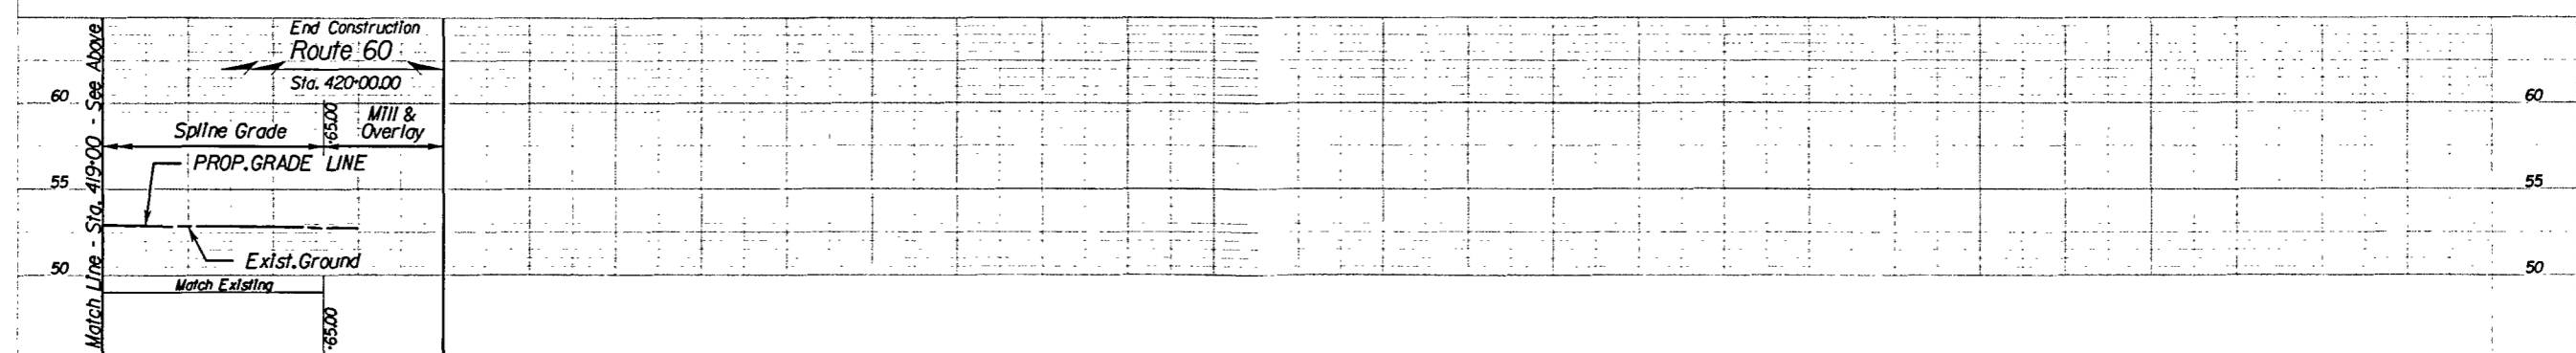 Match Line - Sta. 419+00 - See Above
End Construction
Route 60
Sta. 420+00.00
60
60
Spline Grade
+65.00
Mill &
Overlay
PROP. GRADE LINE
55
55
Exist. Ground
50
50
Match Existing
+65.00